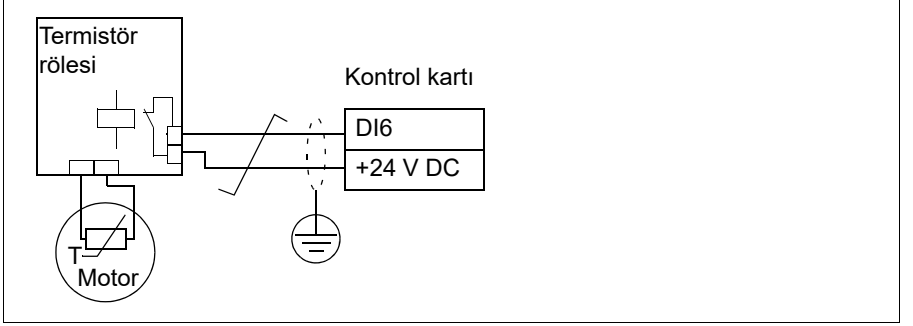 Termistör
rölesi
Kontrol kartı
DI6
+24 V DC
T
Motor